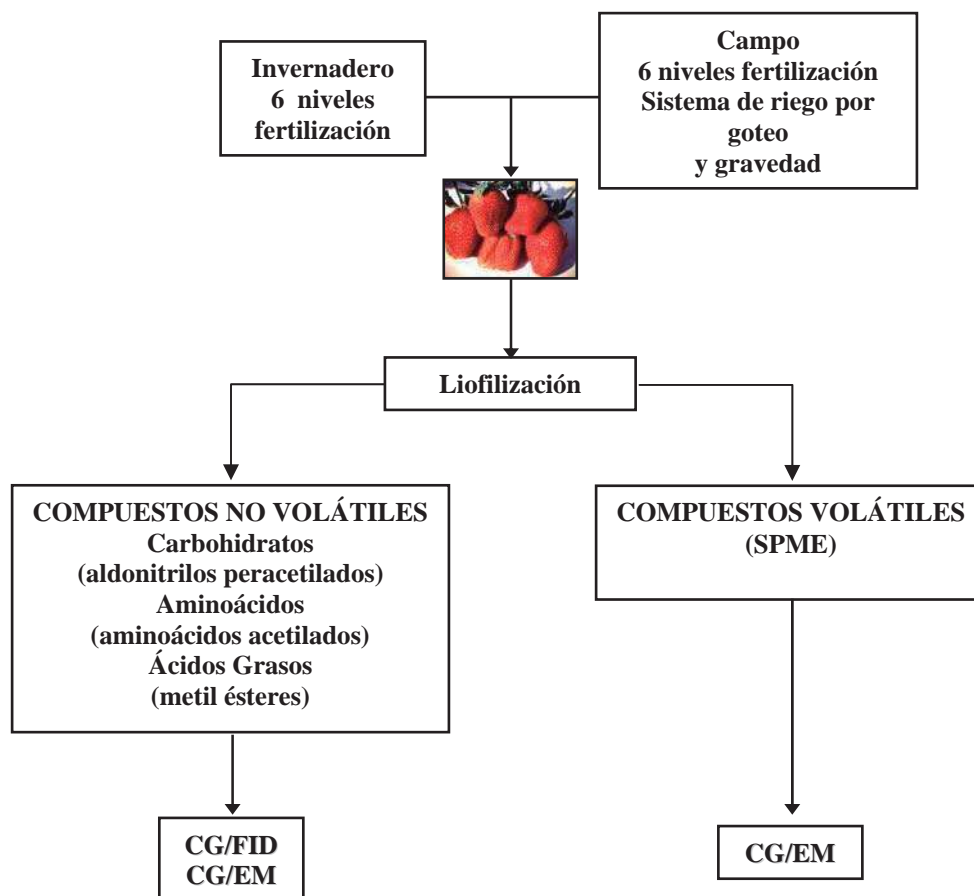 Invernadero
6 niveles
fertilización
Campo
6 niveles fertilización
Sistema de riego por
goteo
y gravedad
Liofilización
COMPUESTOS NO VOLÁTILES
Carbohidratos
(aldonitrilos peracetilados)
Aminoácidos
(aminoácidos acetilados)
Ácidos Grasos
(metil ésteres)
COMPUESTOS VOLÁTILES
(SPME)
CG/FID
CG/EM
CG/EM